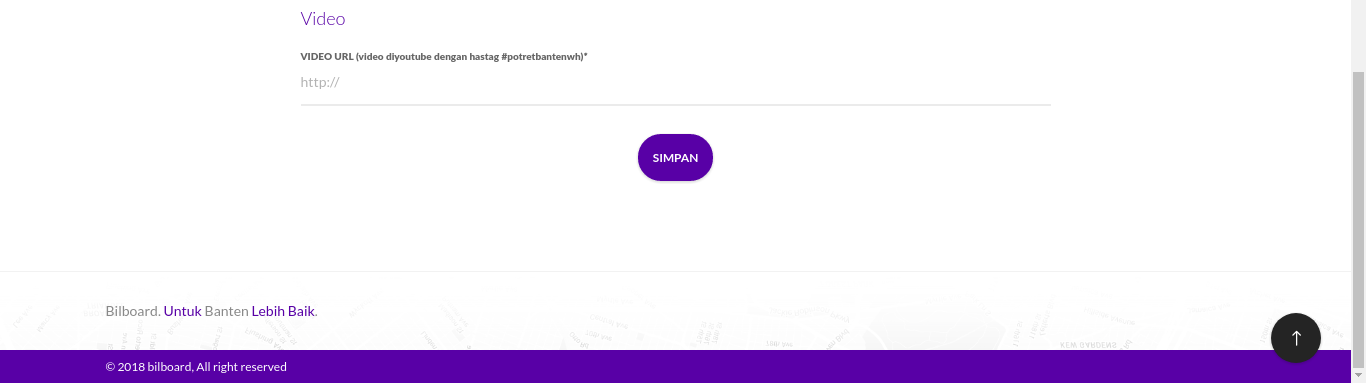 Video
VIDEO URL (video diyoutube dengan hastag #potretbantenwh)*
http://
SIMPAN
Bilboard. Untuk Banten Lebih Baik.
© 2018 bilboard, All right reserved